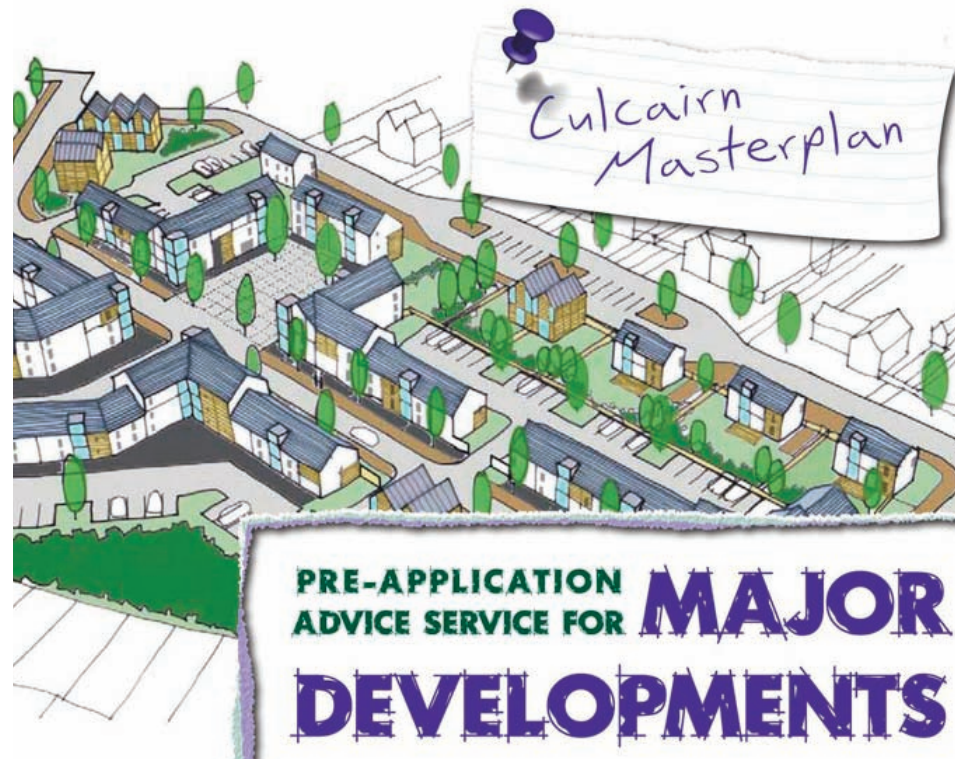 Culcairn
Masterplan
PRE-APPLICATION
ADVICE SERVICE FOR MAJOR
DEVELOPMENTS